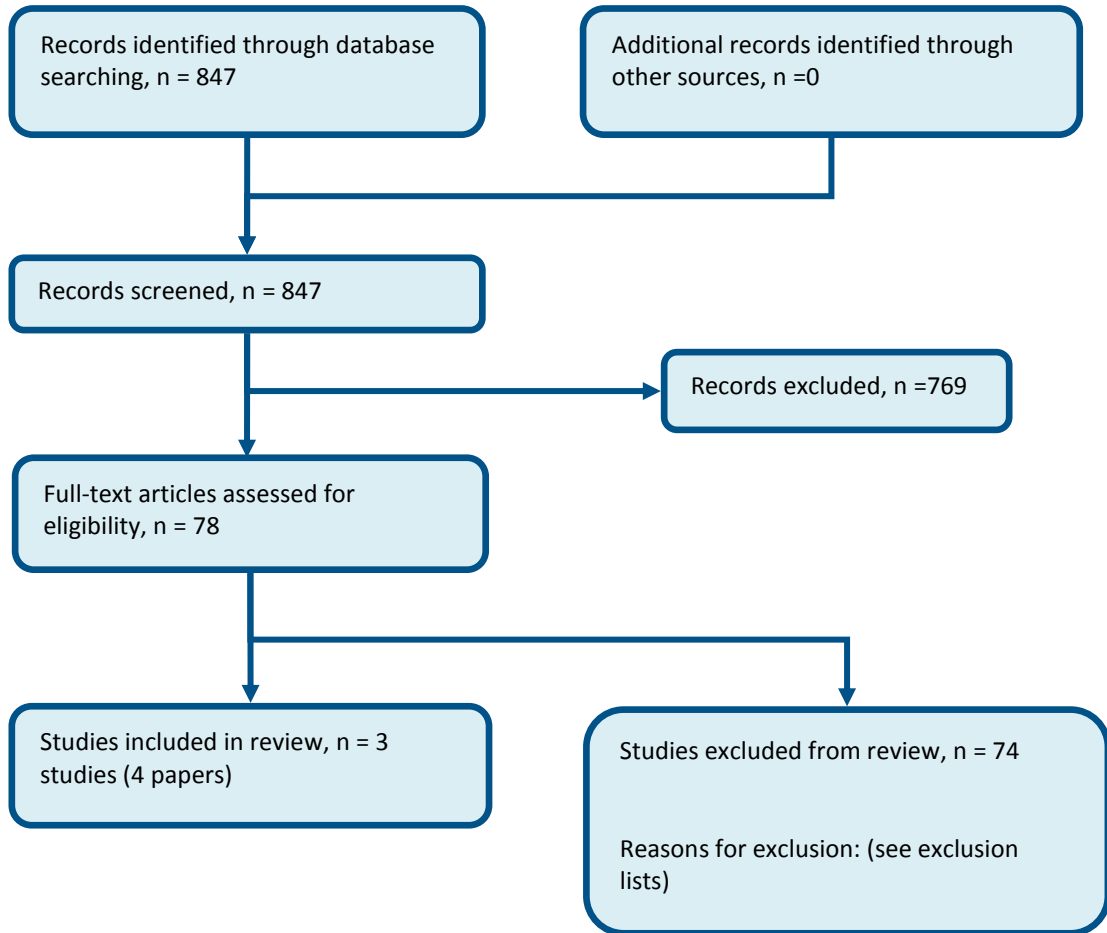 Records identified through database
searching, n = 847
Additional records identified through
other sources, n =0
Records screened, n = 847
Records excluded, n =769
Full-text articles assessed for
eligibility, n = 78
Studies included in review, n = 3
studies (4 papers)
Studies excluded from review, n = 74
Reasons for exclusion: (see exclusion
lists)